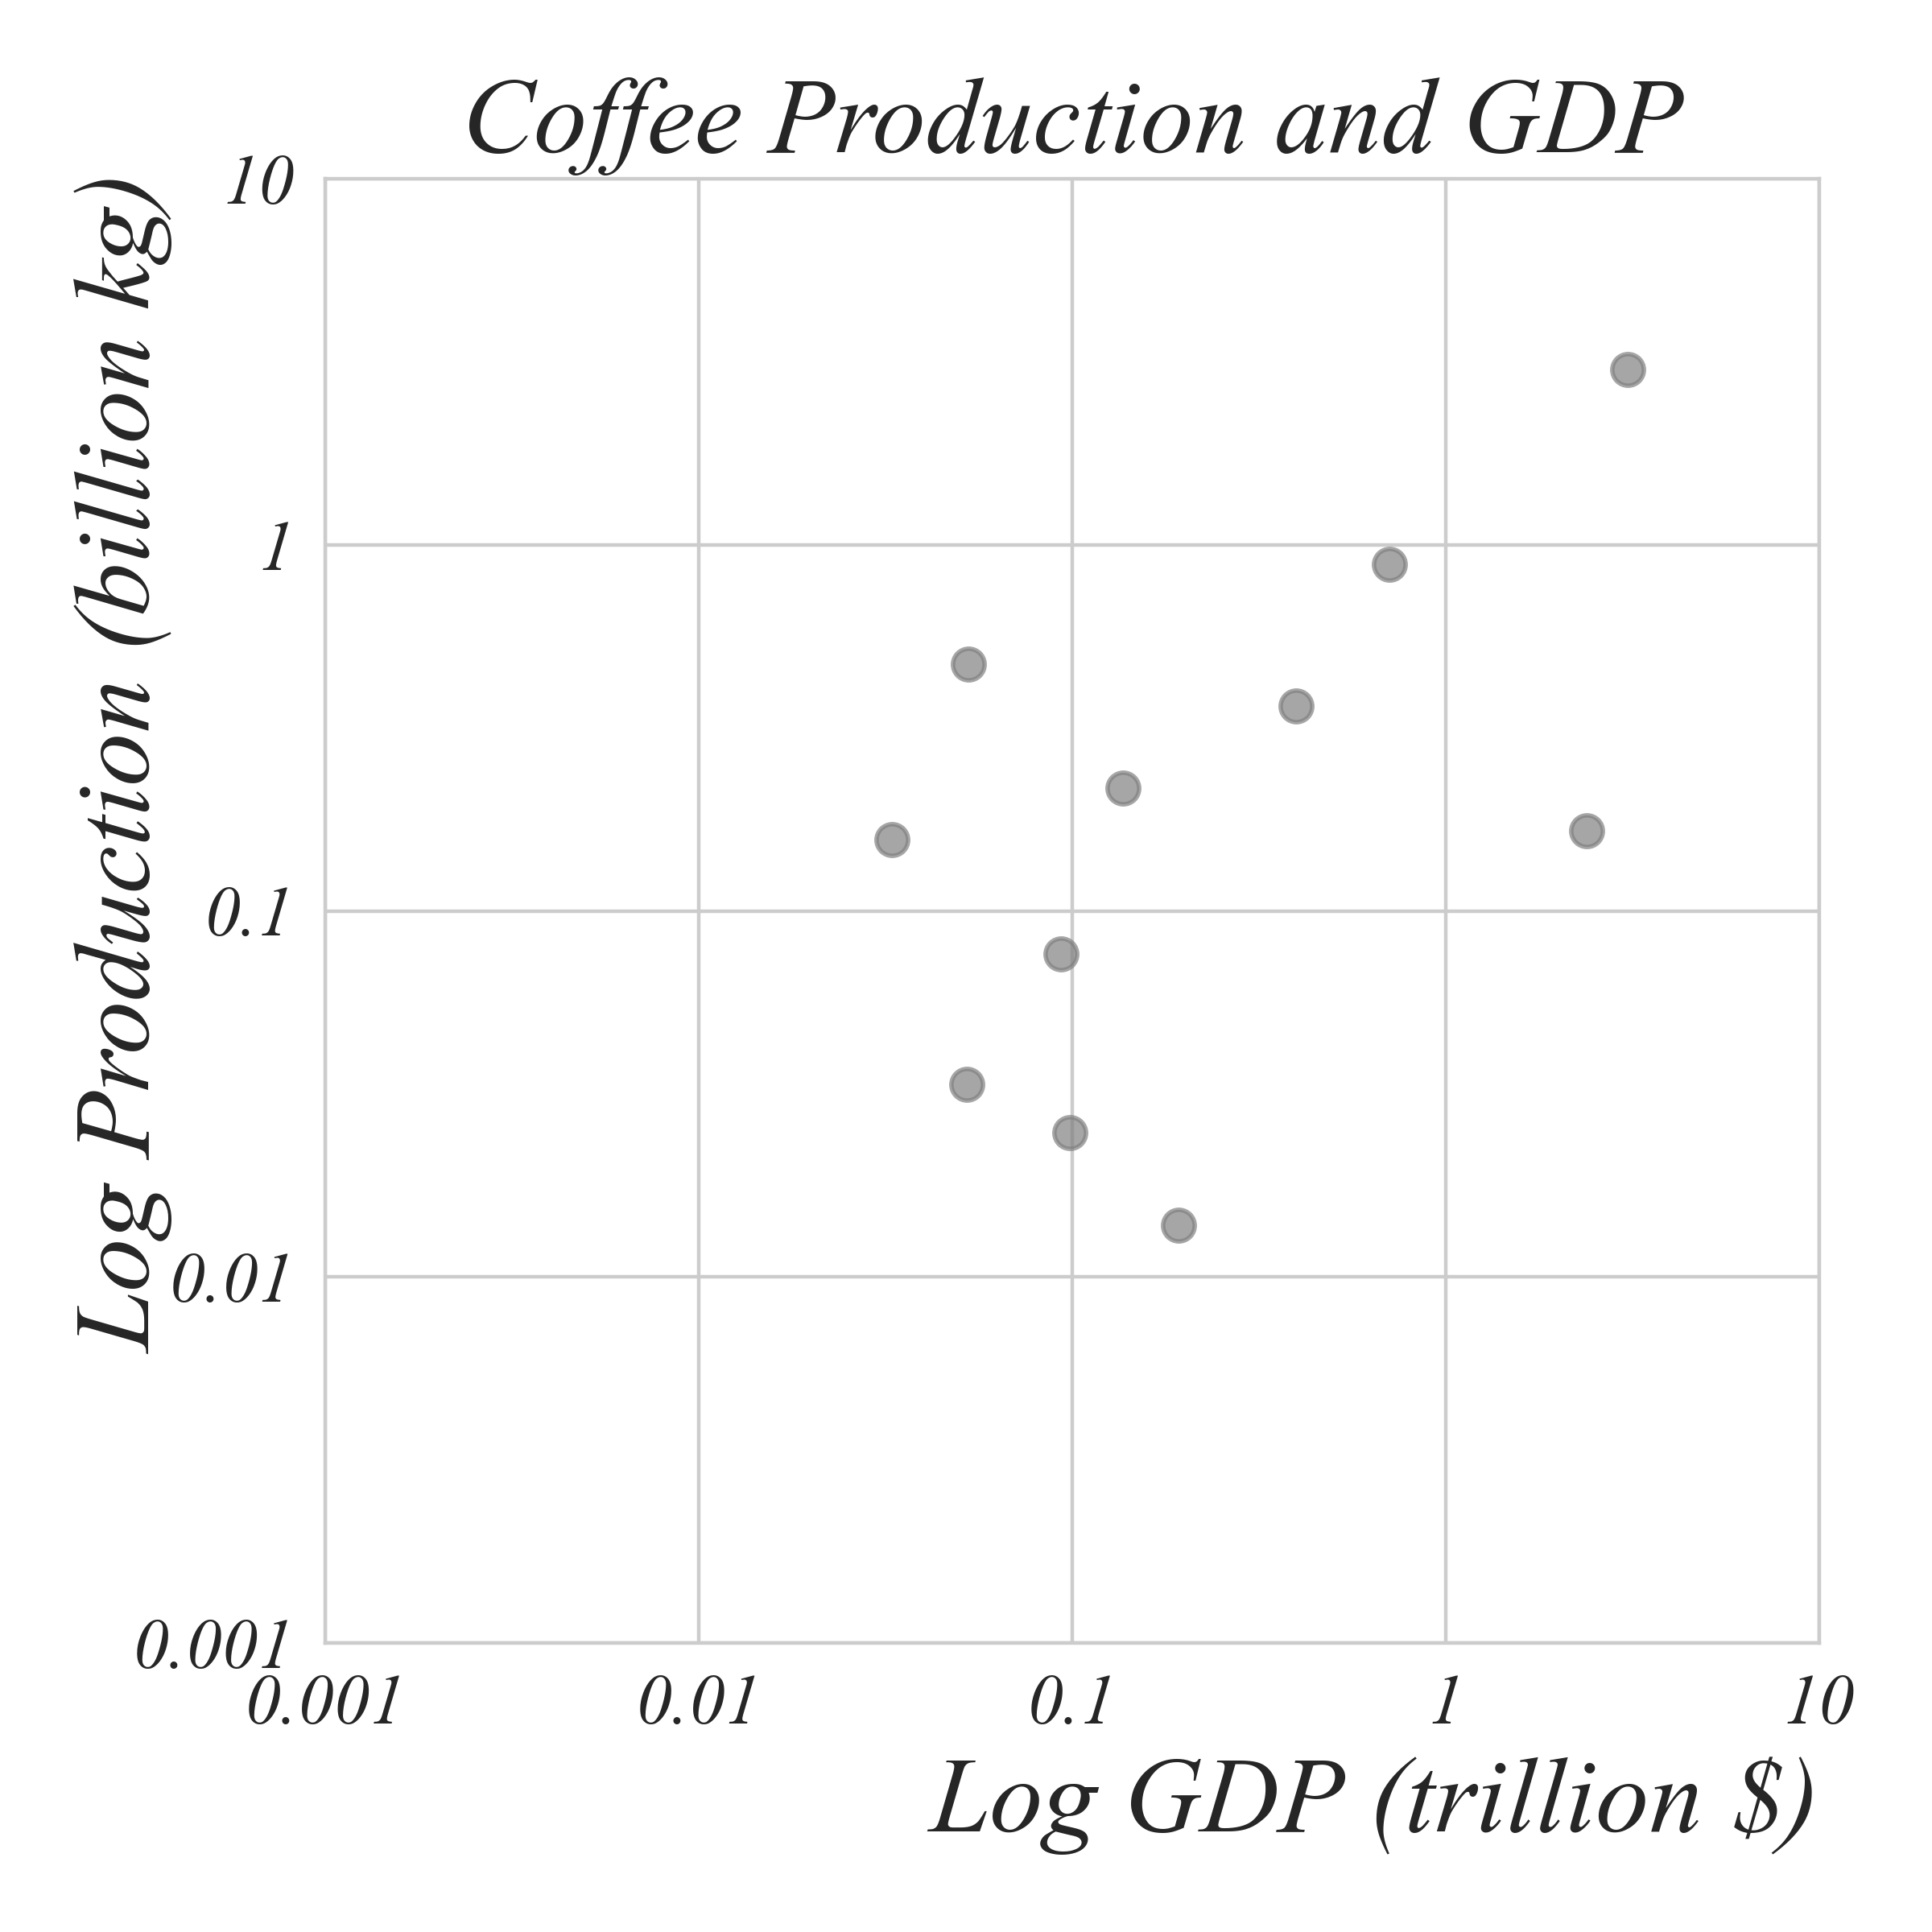 Coffee Production and GDP
Log Production (billion kg)
10
1
0.1
0.01
0.001
0.001 0.01 0.1 1 10
Log GDP (trillion $)